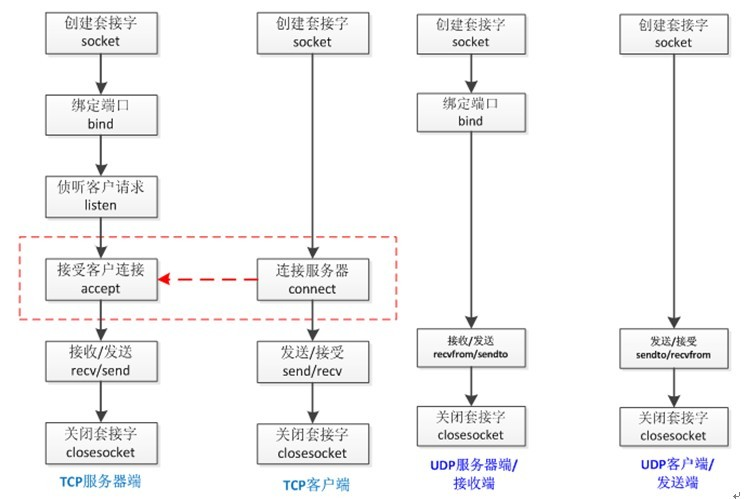 创建套接字
socket
绑定端口
bind
侦听客户请求
listen
接受客户连接
accept
接收/发送
recv/send
关闭套接字
closesocket
TCP服务器端
创建套接字
socket
连接服务器
connect
发送/接受
send/recv
关闭套接字
closesocket
TCP客户端
创建套接字
socket
绑定端口
bind
接收/发送
recvfrom/sendto
关闭套接字
closesocket
UDP服务器端/
接收端
创建套接字
socket
发送/接受
sendto/recvfrom
关闭套接字
closesocket
UDP客户端/
发送端